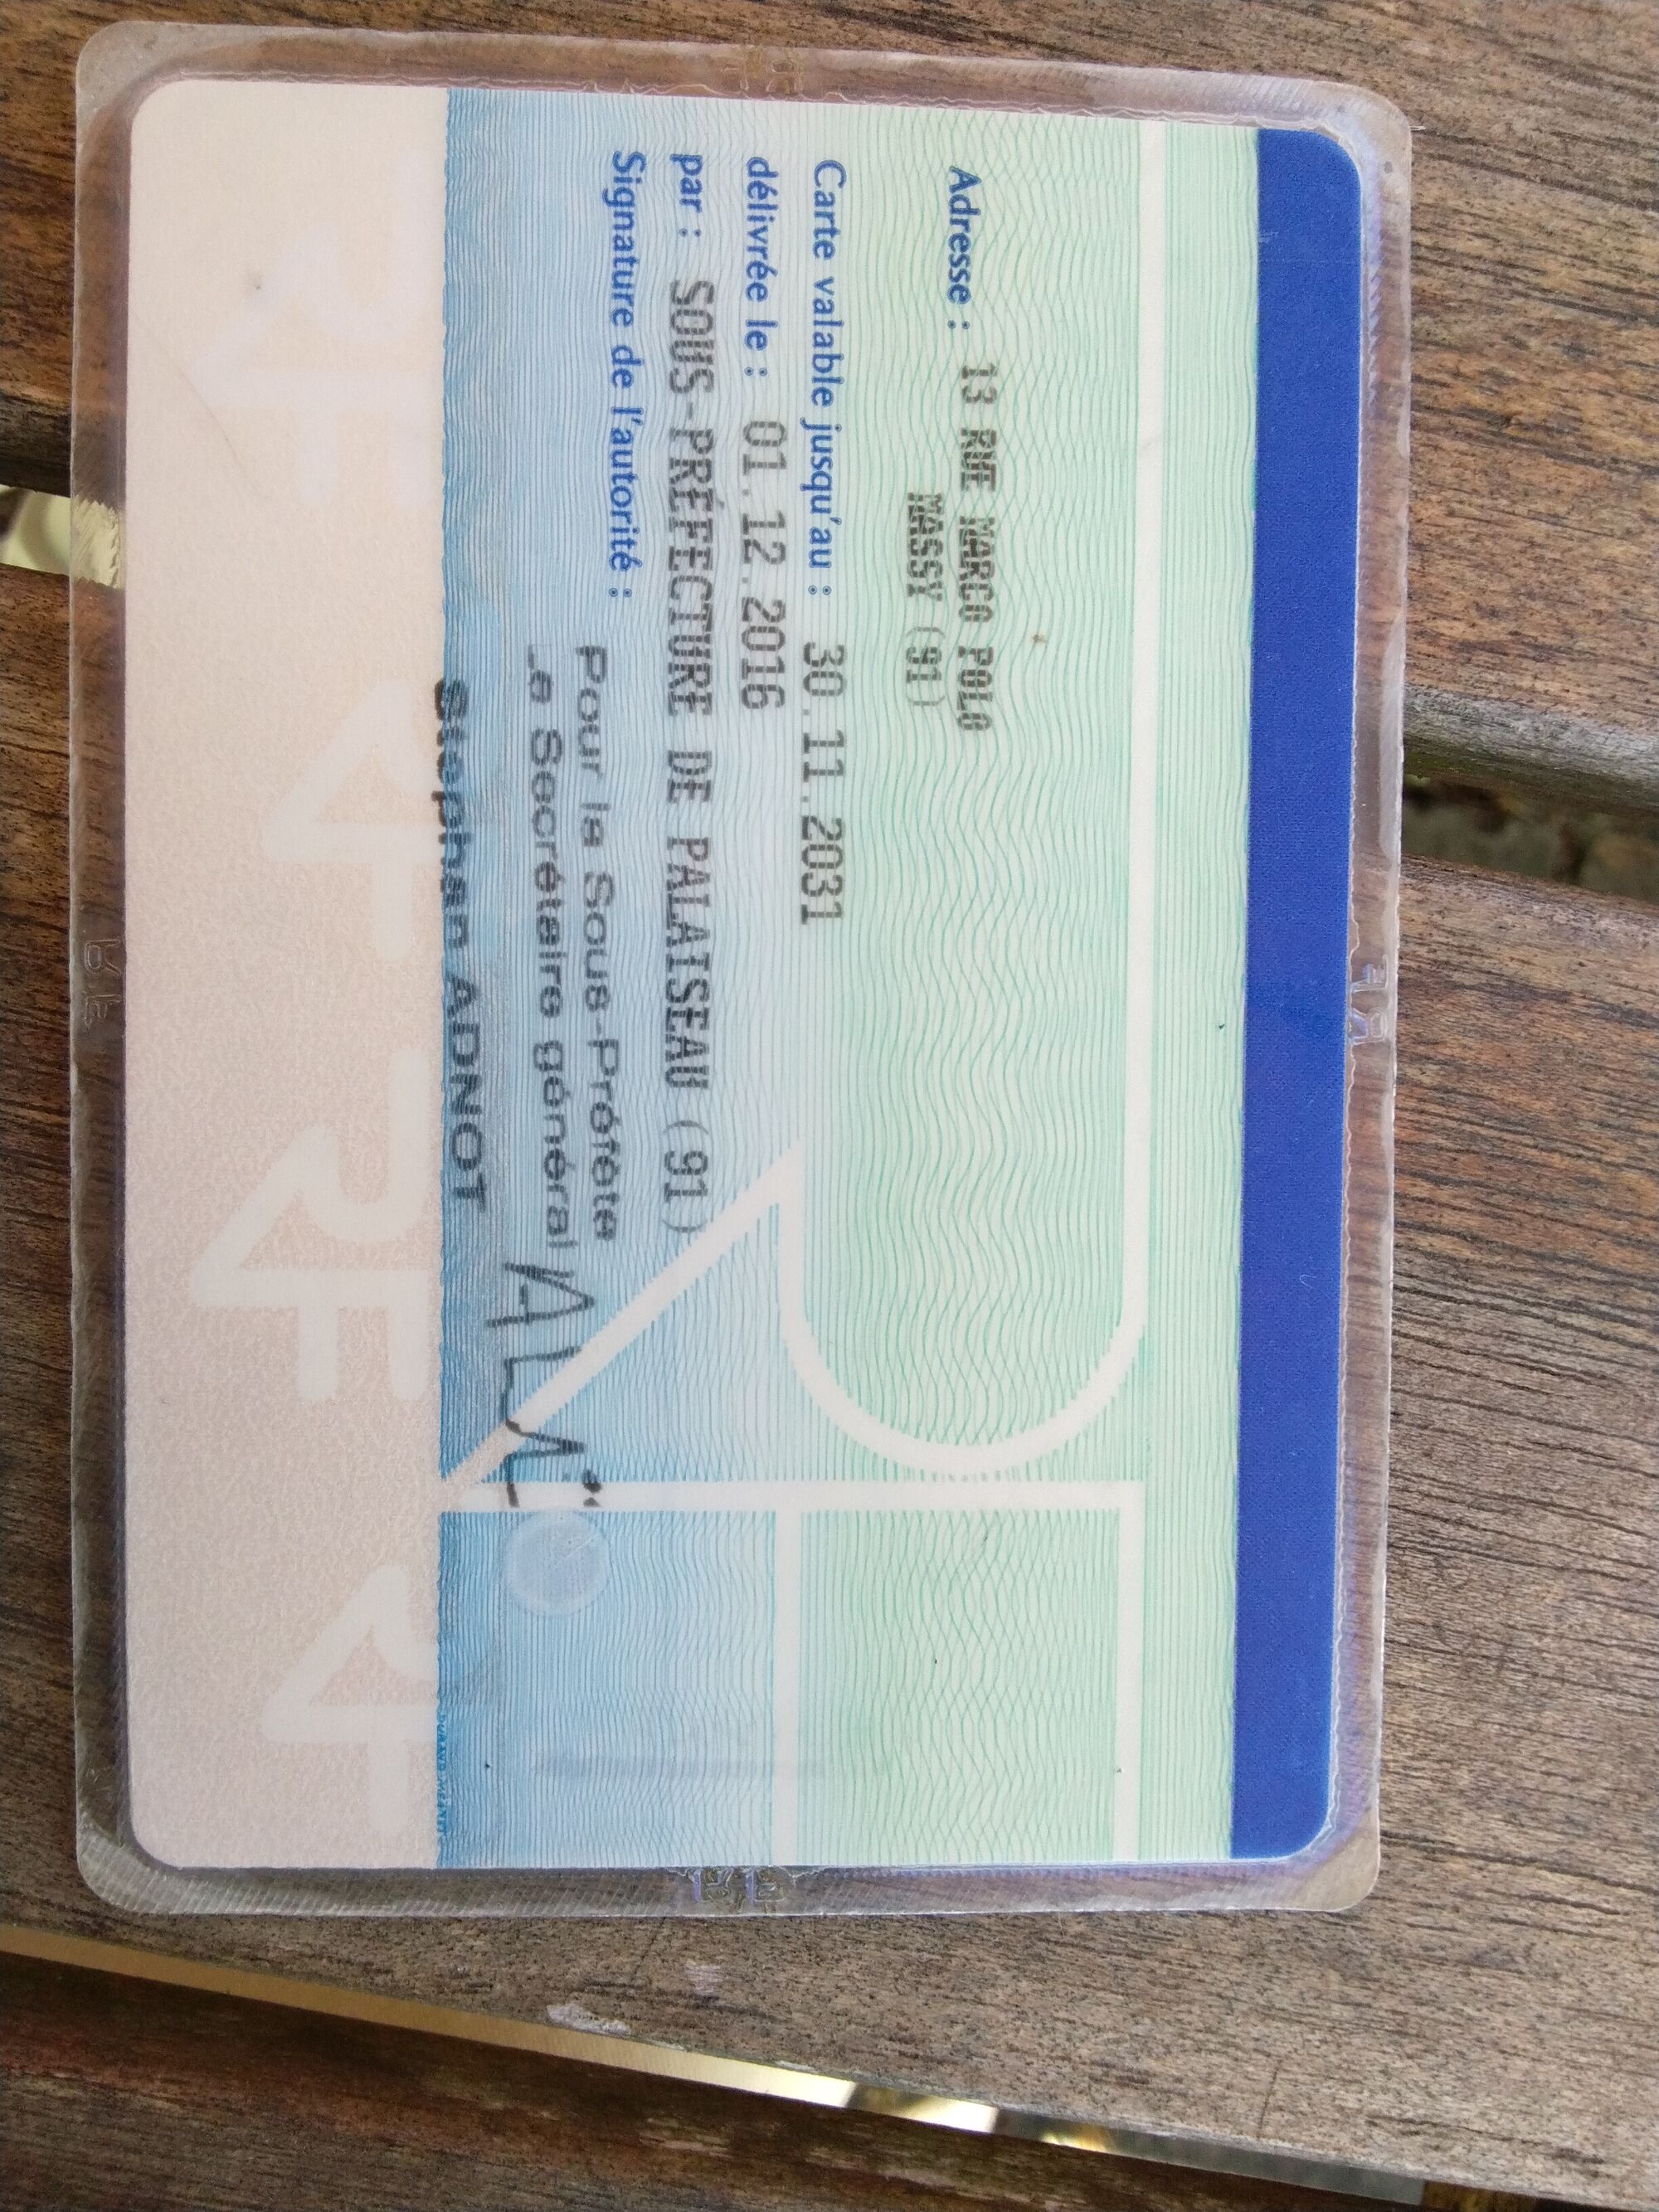 Adresse : 13 RUE MARCO POLO
MASSY (91)
Carte valable jusqu'au : 30.11.2031
délivrée le : 01.12.2016
par : SOUS-PRÉFECTURE DE PALAISEAU (91)
Signature de l'autorité :
Pour la Sous-Préfète
Le Secrétaire général
Stephan ADNOT
RF